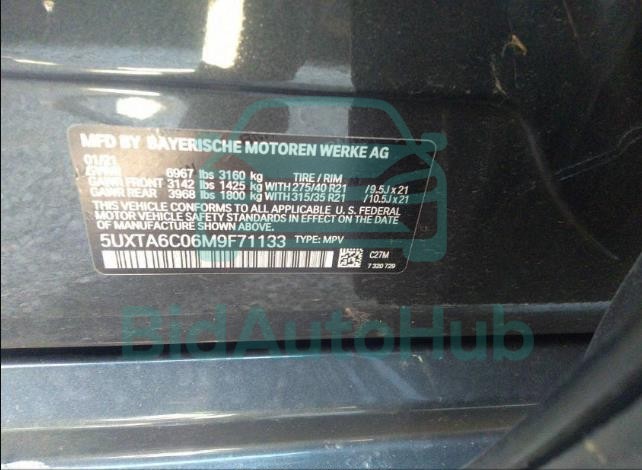 MFD BY BAYERISCHE MOTOREN WERKE AG
01/21
GVWR 6967 lbs 3160 kg TIRE / RIM
GAWR FRONT 3142 lbs 1425 kg WITH 275/40 R21 /9.5J x 21
GAWR REAR 3968 lbs 1800 kg WITH 315/35 R21 /10.5J x 21
THIS VEHICLE CONFORMS TO ALL APPLICABLE U. S. FEDERAL
SAFETY STANDARDS IN EFFECT ON THE DATE
OF MANUFACTURE SHOWN ABOVE.
5UXTA6C06M9F71133 TYPE: MPV
C27M
7 320 729
BidAutoHub